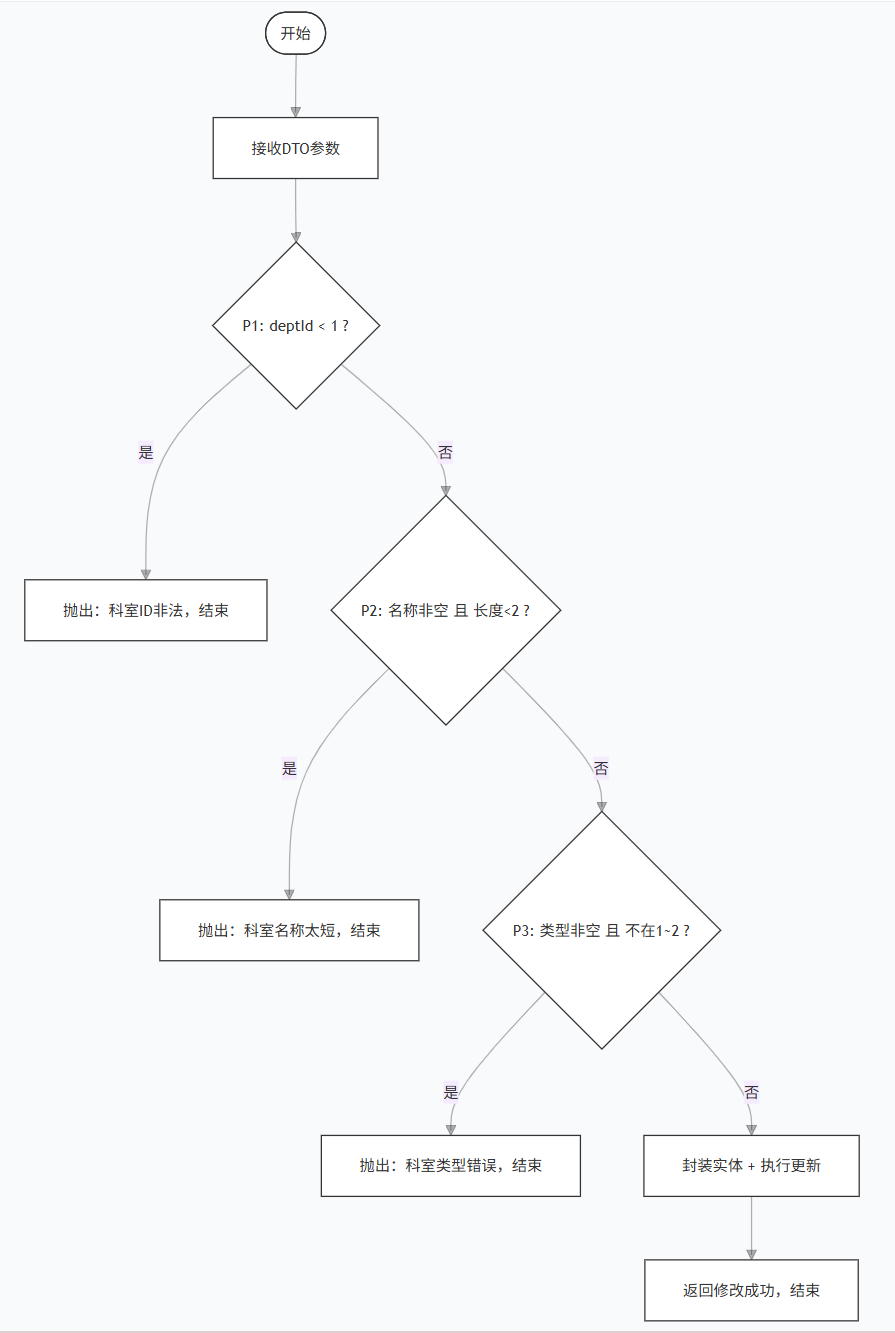 开始
接收DTO参数
P1: deptId < 1 ?
是
否
抛出：科室ID非法，结束
P2: 名称非空 且 长度<2 ?
是
否
抛出：科室名称太短，结束
P3: 类型非空 且 不在1~2 ?
是
否
抛出：科室类型错误，结束
封装实体 + 执行更新
返回修改成功，结束